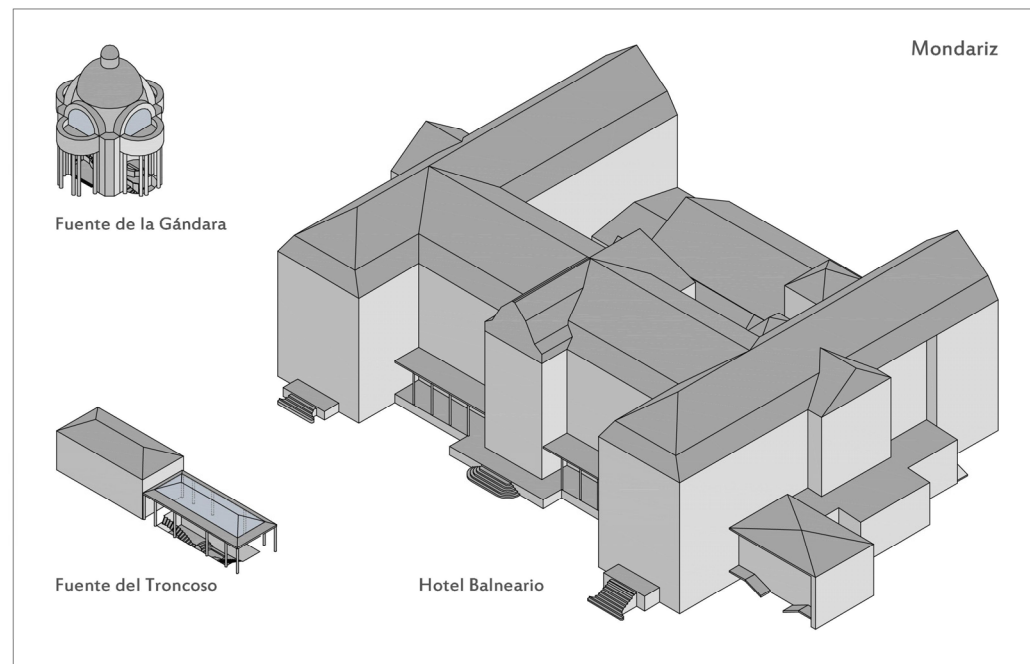 Mondariz
Fuente de la Gándara
Fuente del Troncoso
Hotel Balneario